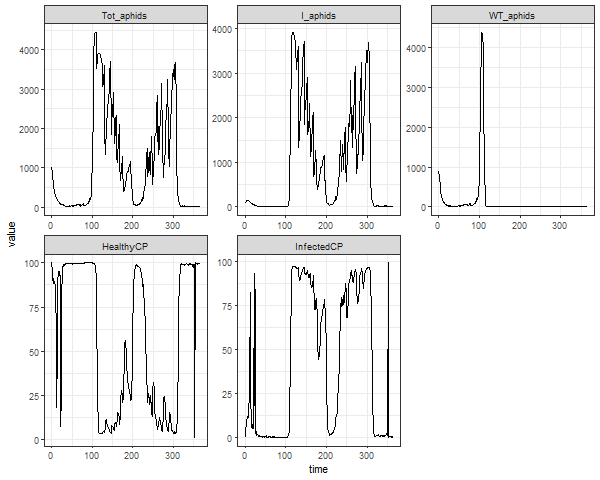 Tot_aphids I_aphids WT_aphids
4000 4000 4000
3000 3000 3000
2000 2000 2000
1000 1000 1000
0 0 0
0 100 200 300 0 100 200 300 0 100 200 300
value
HealthyCP InfectedCP
100 100
75 75
50 50
25 25
0 0
0 100 200 300 0 100 200 300
time